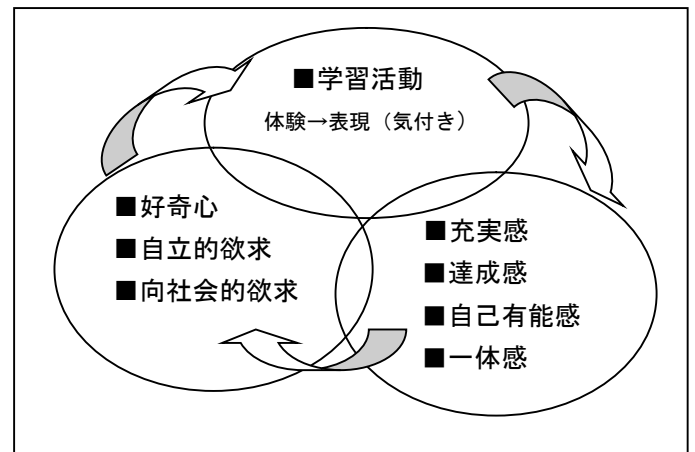 ■学習活動
体験→表現（気付き）
■好奇心
■自立的欲求
■向社会的欲求
■充実感
■達成感
■自己有能感
■一体感